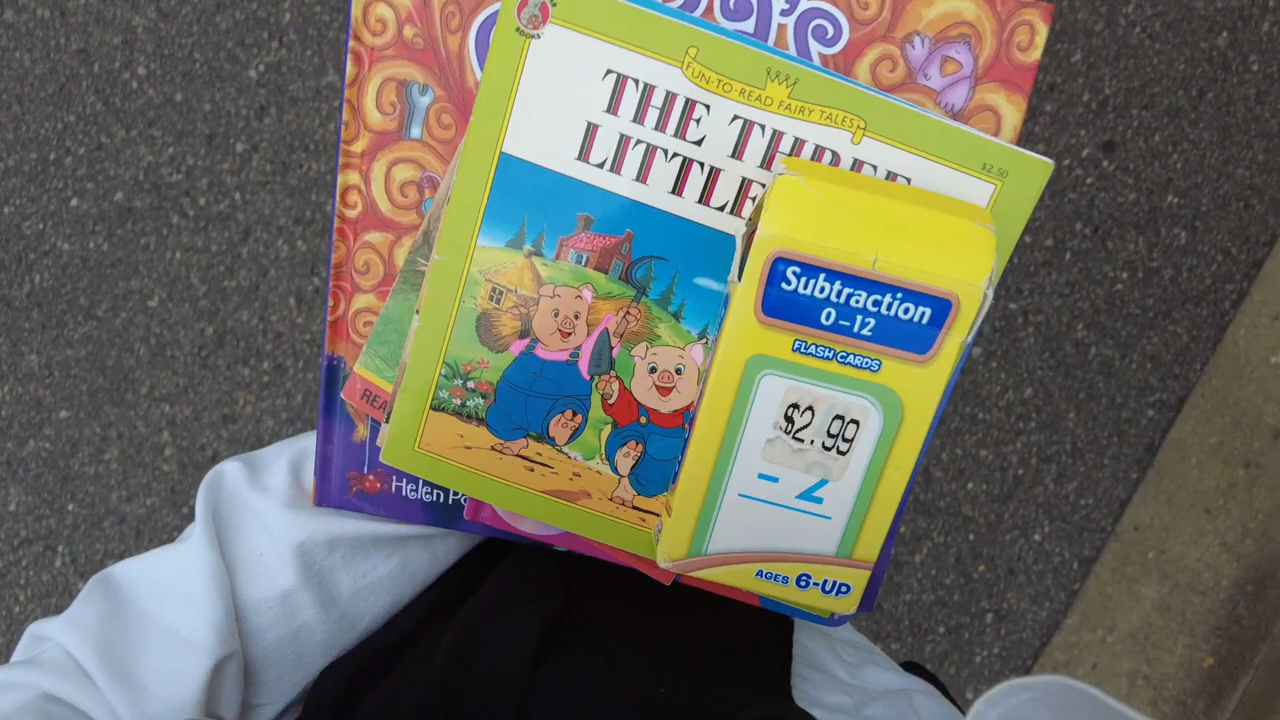 BOOKS
FUN-TO-READ FAIRY TALES
THE THREE
LITTLE
$2.50
Subtraction
0-12
FLASH CARDS
$2.99
- 2
AGES 6-UP
Helen